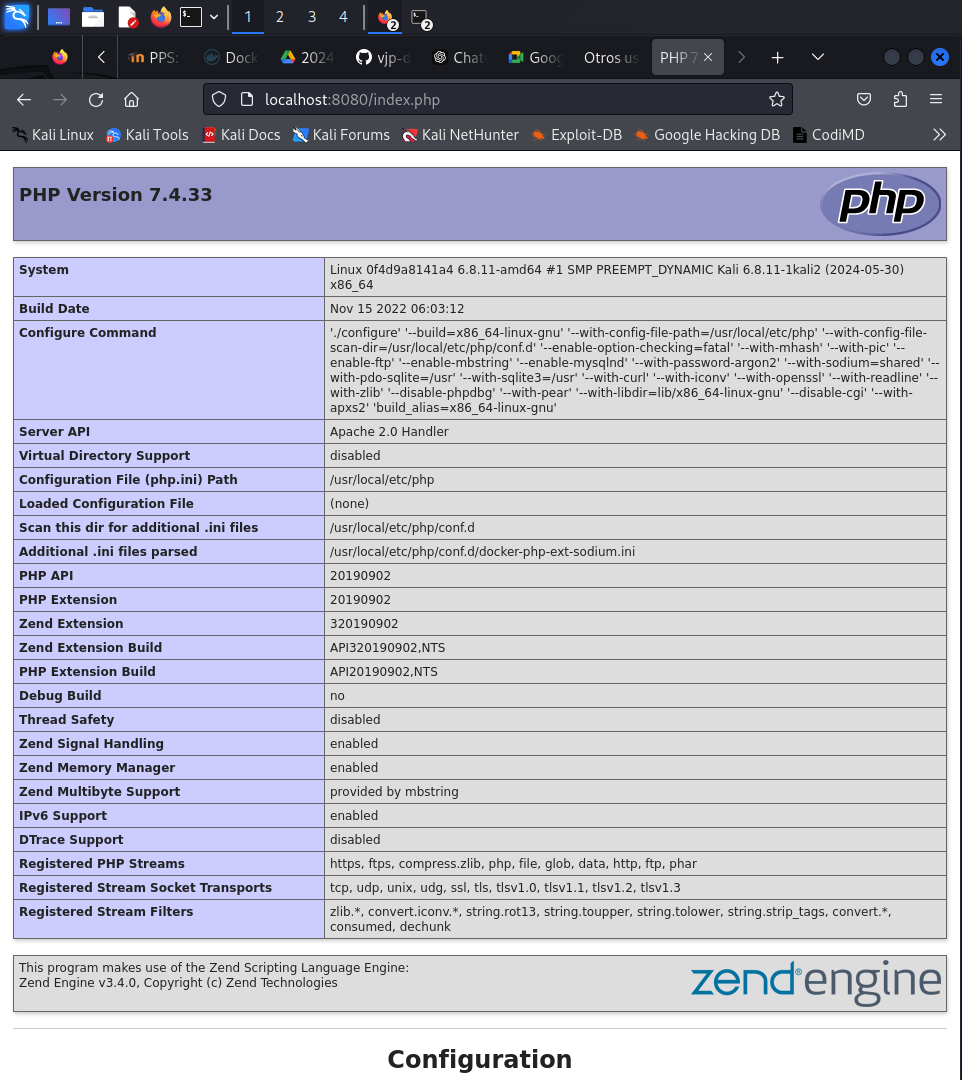 1 2 3 4 2 2
PPS: Dock 2024 vjp-d Chat Goog Otros us PHP 7
localhost:8080/index.php
Kali Linux Kali Tools Kali Docs Kali Forums Kali NetHunter Exploit-DB Google Hacking DB CodiMD
PHP Version 7.4.33
php
System Linux 0f4d9a8141a4 6.8.11-amd64 #1 SMP PREEMPT_DYNAMIC Kali 6.8.11-1kali2 (2024-05-30)
x86_64
Build Date Nov 15 2022 06:03:12
Configure Command './configure' '--build=x86_64-linux-gnu' '--with-config-file-path=/usr/local/etc/php' '--with-config-file-
scan-dir=/usr/local/etc/php/conf.d' '--enable-option-checking=fatal' '--with-mhash' '--with-pic' '--
enable-ftp' '--enable-mbstring' '--enable-mysqlnd' '--with-password-argon2' '--with-sodium=shared' '--
with-pdo-sqlite=/usr' '--with-sqlite3=/usr' '--with-curl' '--with-iconv' '--with-openssl' '--with-readline' '--
with-zlib' '--disable-phpdbg' '--with-pear' '--with-libdir=lib/x86_64-linux-gnu' '--disable-cgi' '--with-
apxs2' 'build_alias=x86_64-linux-gnu'
Server API Apache 2.0 Handler
Virtual Directory Support disabled
Configuration File (php.ini) Path /usr/local/etc/php
Loaded Configuration File (none)
Scan this dir for additional .ini files /usr/local/etc/php/conf.d
Additional .ini files parsed /usr/local/etc/php/conf.d/docker-php-ext-sodium.ini
PHP API 20190902
PHP Extension 20190902
Zend Extension 320190902
Zend Extension Build API320190902,NTS
PHP Extension Build API20190902,NTS
Debug Build no
Thread Safety disabled
Zend Signal Handling enabled
Zend Memory Manager enabled
Zend Multibyte Support provided by mbstring
IPv6 Support enabled
DTrace Support disabled
Registered PHP Streams https, ftps, compress.zlib, php, file, glob, data, http, ftp, phar
Registered Stream Socket Transports tcp, udp, unix, udg, ssl, tls, tlsv1.0, tlsv1.1, tlsv1.2, tlsv1.3
Registered Stream Filters zlib.*, convert.iconv.*, string.rot13, string.toupper, string.tolower, string.strip_tags, convert.*,
consumed, dechunk
This program makes use of the Zend Scripting Language Engine:
Zend Engine v3.4.0, Copyright (c) Zend Technologies
zend®engine
Configuration